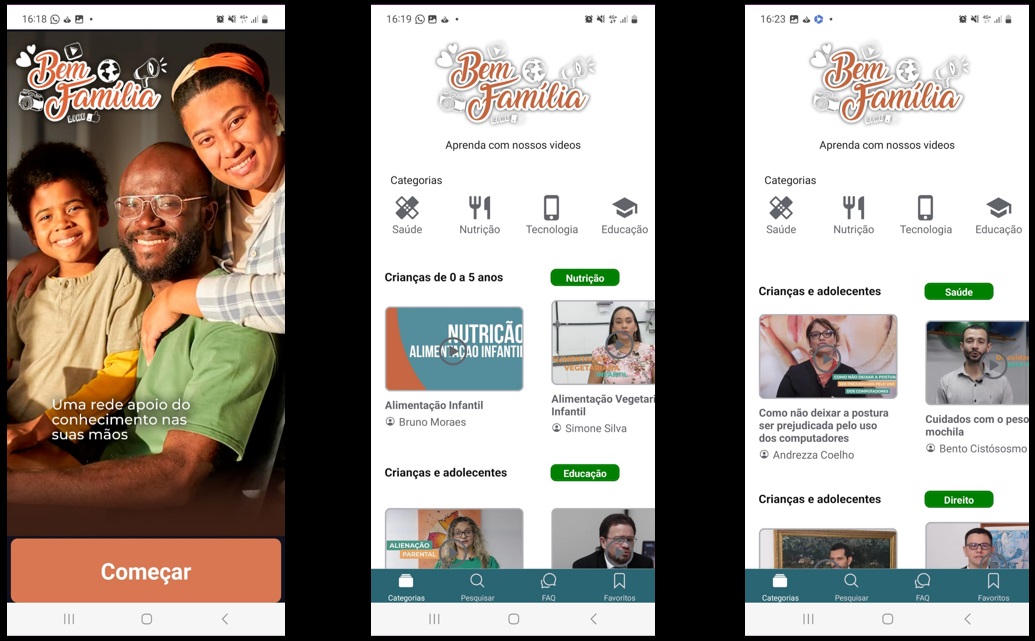 16:18
Bem
Família
LIKE
Uma rede apoio do
conhecimento nas
suas mãos
Começar
16:19
Bem
Família
Aprenda com nossos videos
Categorias
Saúde
Nutrição
Tecnologia
Educação
Crianças de 0 a 5 anos
Nutrição
NUTRIÇÃO
ALIMENTAÇÃO INFANTIL
Alimentação Infantil
Bruno Moraes
Alimentação Vegetari
Infantil
Simone Silva
Crianças e adolecentes
Educação
ALIENAÇÃO
PARENTAL
Categorias
Pesquisar
FAQ
Favoritos
16:23
Bem
Família
Aprenda com nossos videos
Categorias
Saúde
Nutrição
Tecnologia
Educação
Crianças e adolecentes
Saúde
COMO NÃO DEIXAR A POSTURA
SER PREJUDICADA PELO USO
DOS COMPUTADORES
Como não deixar a postura
ser prejudicada pelo uso
dos computadores
Andrezza Coelho
Cuidados com o peso
mochila
Bento Cistósosmo
Crianças e adolecentes
Direito
Categorias
Pesquisar
FAQ
Favoritos